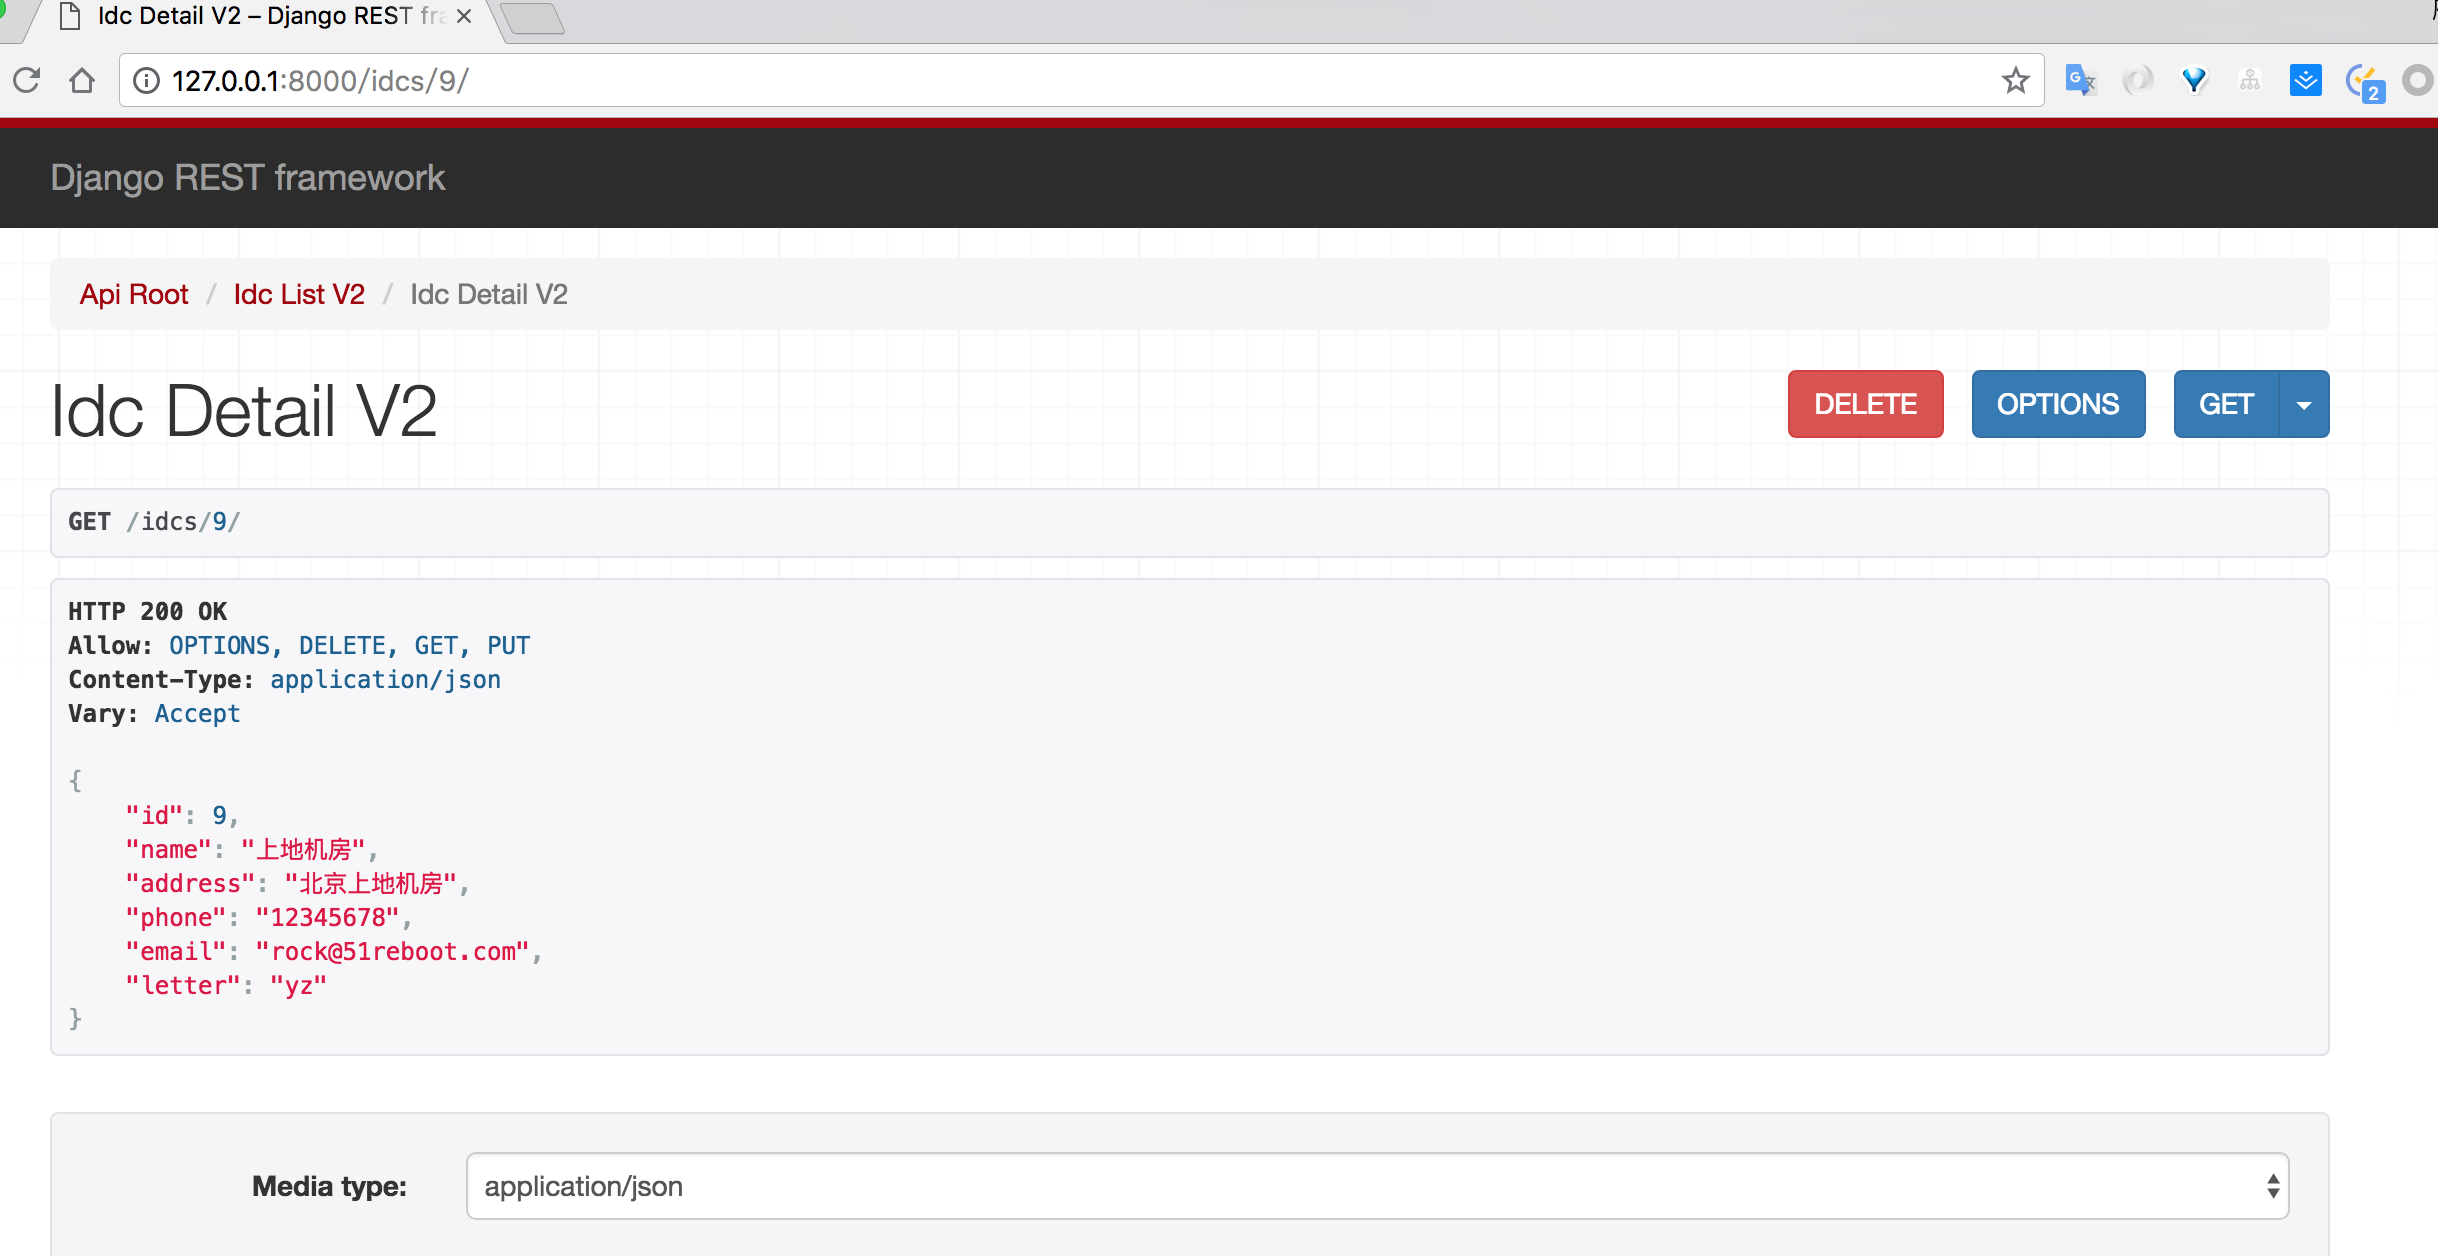 Idc Detail V2 – Django REST fra
127.0.0.1:8000/idcs/9/
2
Django REST framework
Api Root / Idc List V2 / Idc Detail V2
Idc Detail V2
DELETE OPTIONS GET
GET /idcs/9/
HTTP 200 OK
Allow: OPTIONS, DELETE, GET, PUT
Content-Type: application/json
Vary: Accept
{
"id": 9,
"name": "上地机房",
"address": "北京上地机房",
"phone": "12345678",
"email": "rock@51reboot.com",
"letter": "yz"
}
Media type: application/json